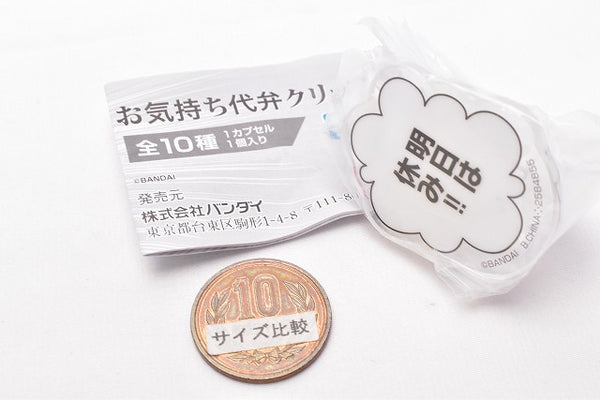 お気持ち代弁クリ
全10種
1カプセル
1個入り
©BANDAI
発売元
株式会社バンダイ
東京都台東区駒形1-4-8 〒111-8
明日は
休み!!
©BANDAI B,CHINA:2584855
10
サイズ比較